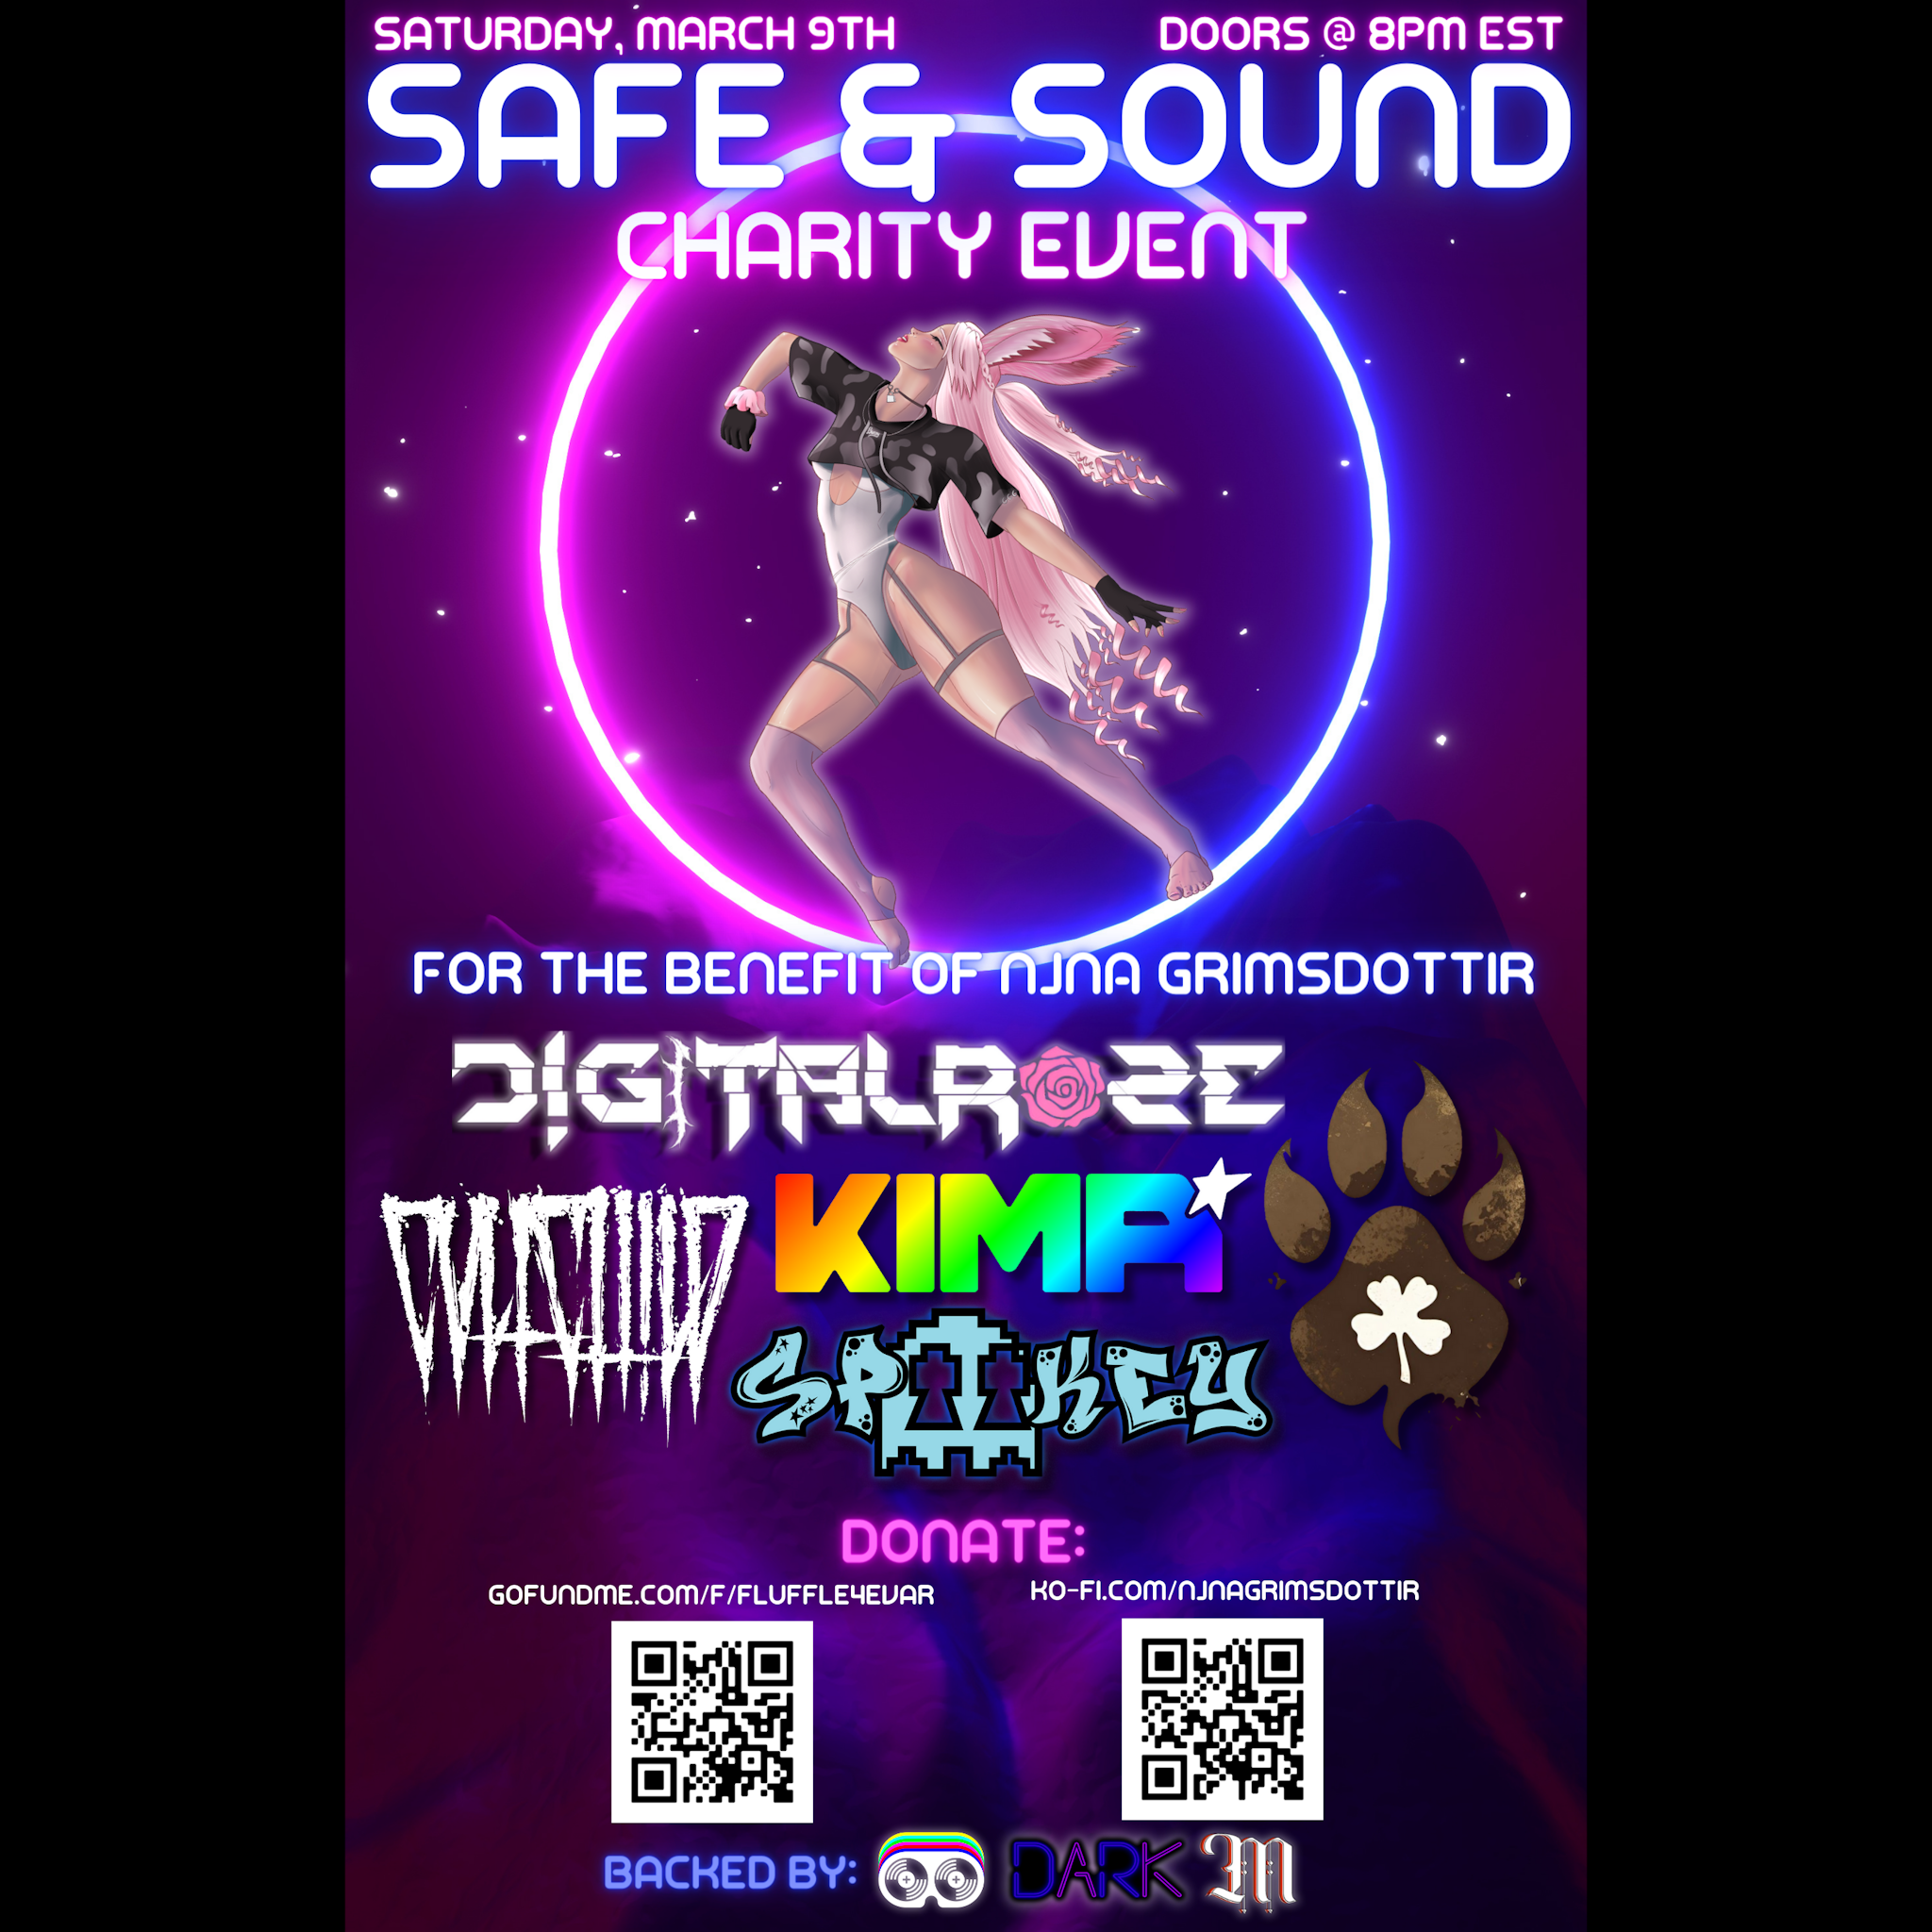 SATURDAY, MARCH 9TH
DOORS @ 8PM EST
SAFE & SOUND
CHARITY EVENT
FOR THE BENEFIT OF NJNA GRIMSDOTTIR
D!GITALROZE
KIMA
SPOOKEY
DONATE:
GOFUNDME.COM/F/FLUFFLE4EVAR
KO-FI.COM/NJNAGRIMSDOTTIR
BACKED BY:
DARK
M